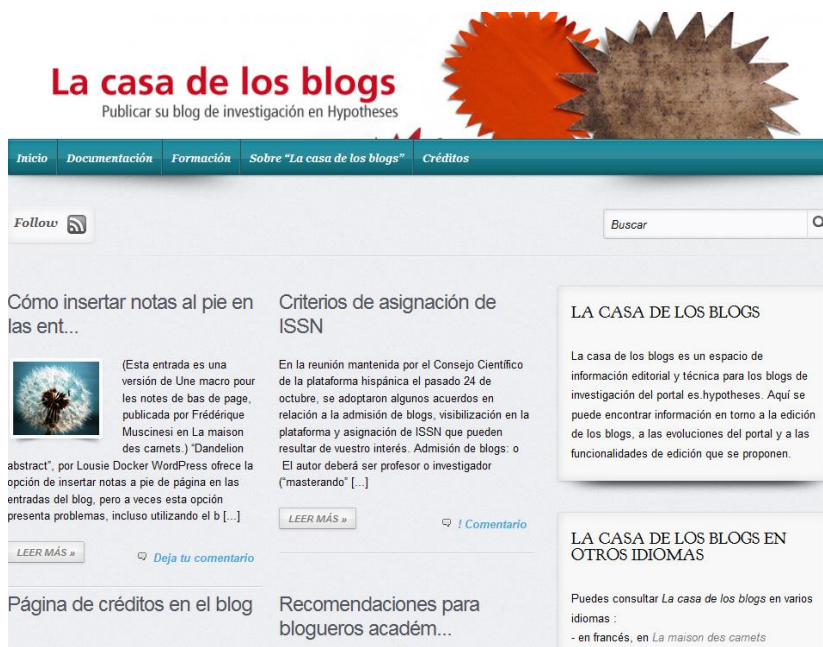 La casa de los blogs
Publicar su blog de investigación en Hypotheses
Inicio Documentación Formación Sobre "La casa de los blogs" Créditos
Follow
Buscar
Cómo insertar notas al pie en
las ent...
(Esta entrada es una
versión de Une macro pour
les notes de bas de page,
publicada por Frédérique
Muscinesi en La maison
des carnets.) “Dandelion
abstract”, por Lousie Docker WordPress ofrece la
opción de insertar notas a pie de página en las
entradas del blog, pero a veces esta opción
presenta problemas, incluso utilizando el b [...]
LEER MÁS »
Deja tu comentario
Criterios de asignación de
ISSN
En la reunión mantenida por el Consejo Científico
de la plataforma hispánica el pasado 24 de
octubre, se adoptaron algunos acuerdos en
relación a la admisión de blogs, visibilización en la
plataforma y asignación de ISSN que pueden
resultar de vuestro interés. Admisión de blogs: o
El autor deberá ser profesor o investigador
(“masterando” [...]
LEER MÁS »
! Comentario
LA CASA DE LOS BLOGS
La casa de los blogs es un espacio de
información editorial y técnica para los blogs de
investigación del portal es.hypotheses. Aquí se
puede encontrar información en torno a la edición
de los blogs, a las evoluciones del portal y a las
funcionalidades de edición que se proponen.
LA CASA DE LOS BLOGS EN
OTROS IDIOMAS
Puedes consultar La casa de los blogs en varios
idiomas :
- en francés, en La maison des carnets
Página de créditos en el blog
Recomendaciones para
blogueros académ...